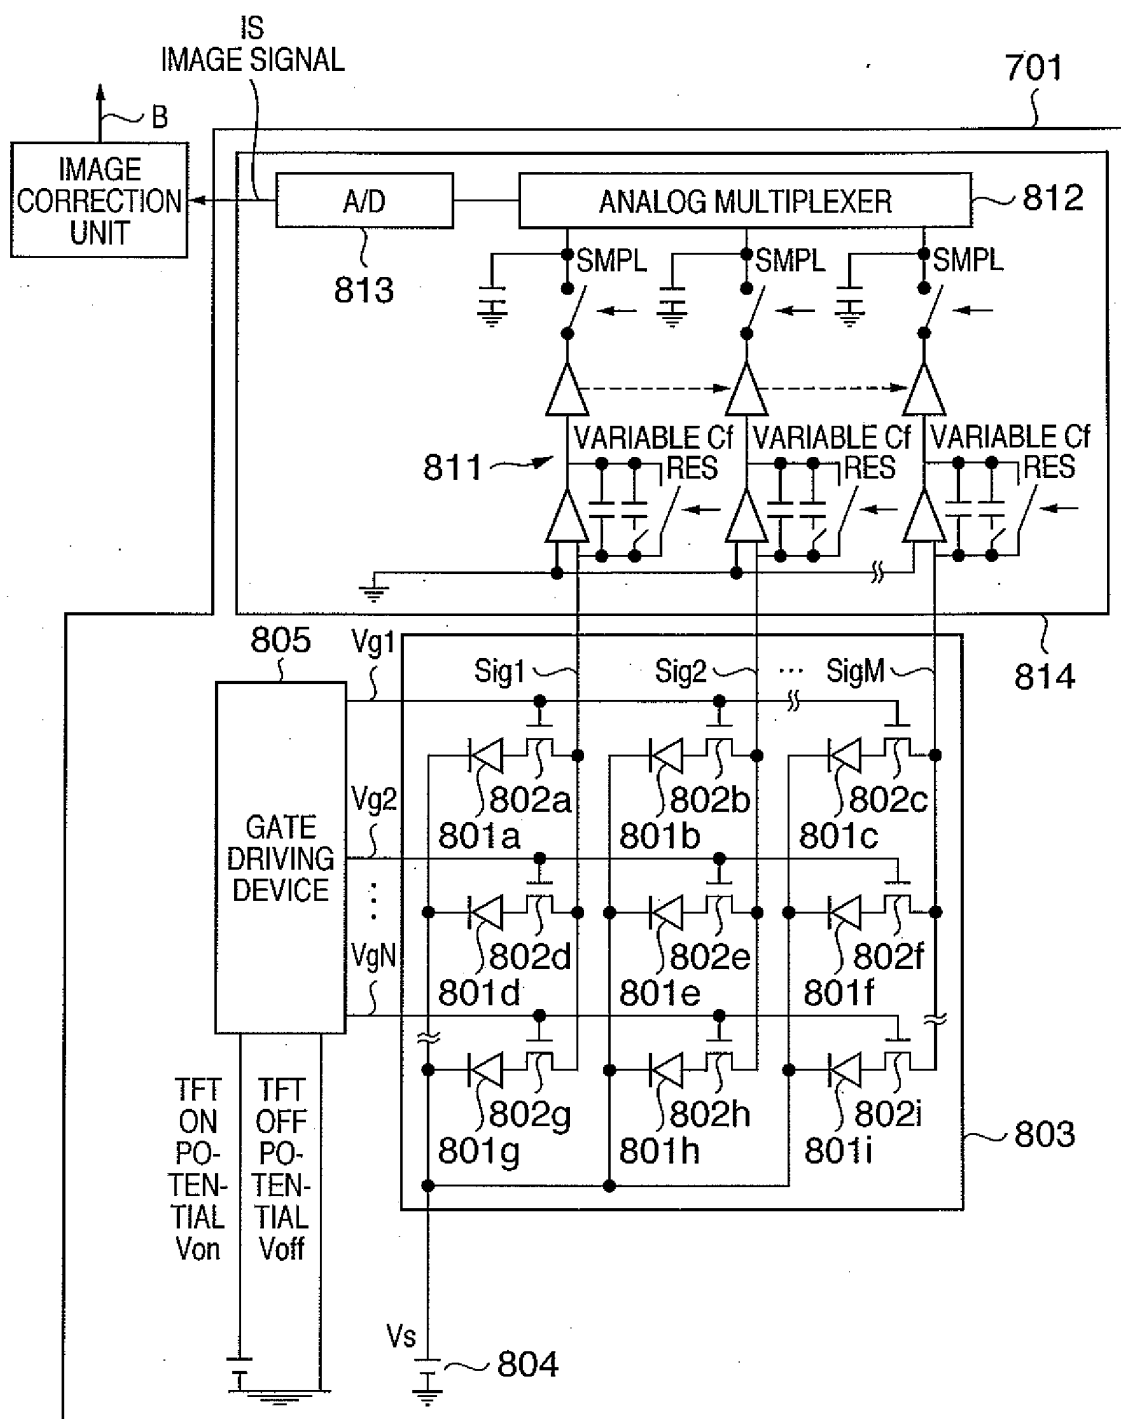 IS
IMAGE SIGNAL
701
B
IMAGE
CORRECTION
UNIT
A/D
ANALOG MULTIPLEXER
812
813
SMPL
SMPL
SMPL
VARIABLE Cf
VARIABLE Cf
VARIABLE Cf
811
RES
RES
RES
814
805
Vg1
Sig1
Sig2
...
SigM
802a
802b
802c
801a
801b
801c
Vg2
GATE
DRIVING
DEVICE
802d
802e
802f
VgN
801d
801e
801f
802g
802h
802i
801g
801h
801i
803
TFT
ON
PO-
TEN-
TIAL
Von
TFT
OFF
PO-
TEN-
TIAL
Voff
Vs
804